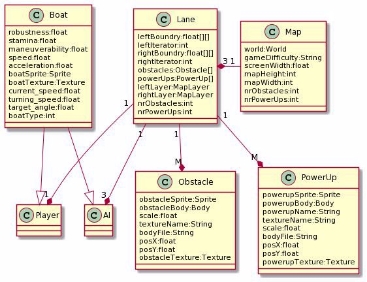 C Boat
robustness:float
stamina:float
maneuverability:float
speed:float
acceleration:float
boatSprite:Sprite
boatTexture:Texture
current_speed:float
turning_speed:float
target_angle:float
boatType:int
C Lane
leftBoundry:float[][]
leftIterator:int
rightBoundry:float[][]
rightIterator:int
obstacles:Obstacle[]
powerUps:PowerUp[]
leftLayer:MapLayer
rightLayer:MapLayer
nrObstacles:int
nrPowerUps:int
C Map
world:World
gameDifficulty:String
screenWidth:float
mapHeight:int
mapWidth:int
nrObstacles:int
nrPowerUps:int
3 1
1
1
1
1
1
3
M
M
C Player
C AI
C Obstacle
obstacleSprite:Sprite
obstacleBody:Body
scale:float
textureName:String
bodyFile:String
posX:float
posY:float
obstacleTexture:Texture
C PowerUp
powerupSprite:Sprite
powerupBody:Body
powerupName:String
textureName:String
scale:float
bodyFile:String
posX:float
posY:float
powerupTexture:Texture